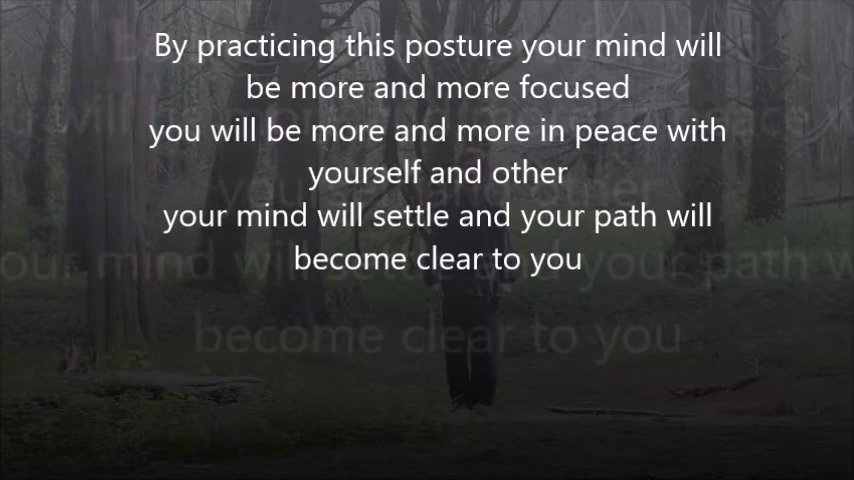 By practicing this posture your mind will
be more and more focused
you will be more and more in peace with
yourself and other
your mind will settle and your path will
become clear to you